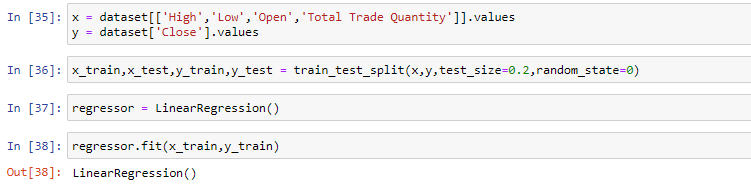 In [35]: x = dataset[['High','Low','Open','Total Trade Quantity']].values
y = dataset['Close'].values
In [36]: x_train,x_test,y_train,y_test = train_test_split(x,y,test_size=0.2,random_state=0)
In [37]: regressor = LinearRegression()
In [38]: regressor.fit(x_train,y_train)
Out[38]: LinearRegression()